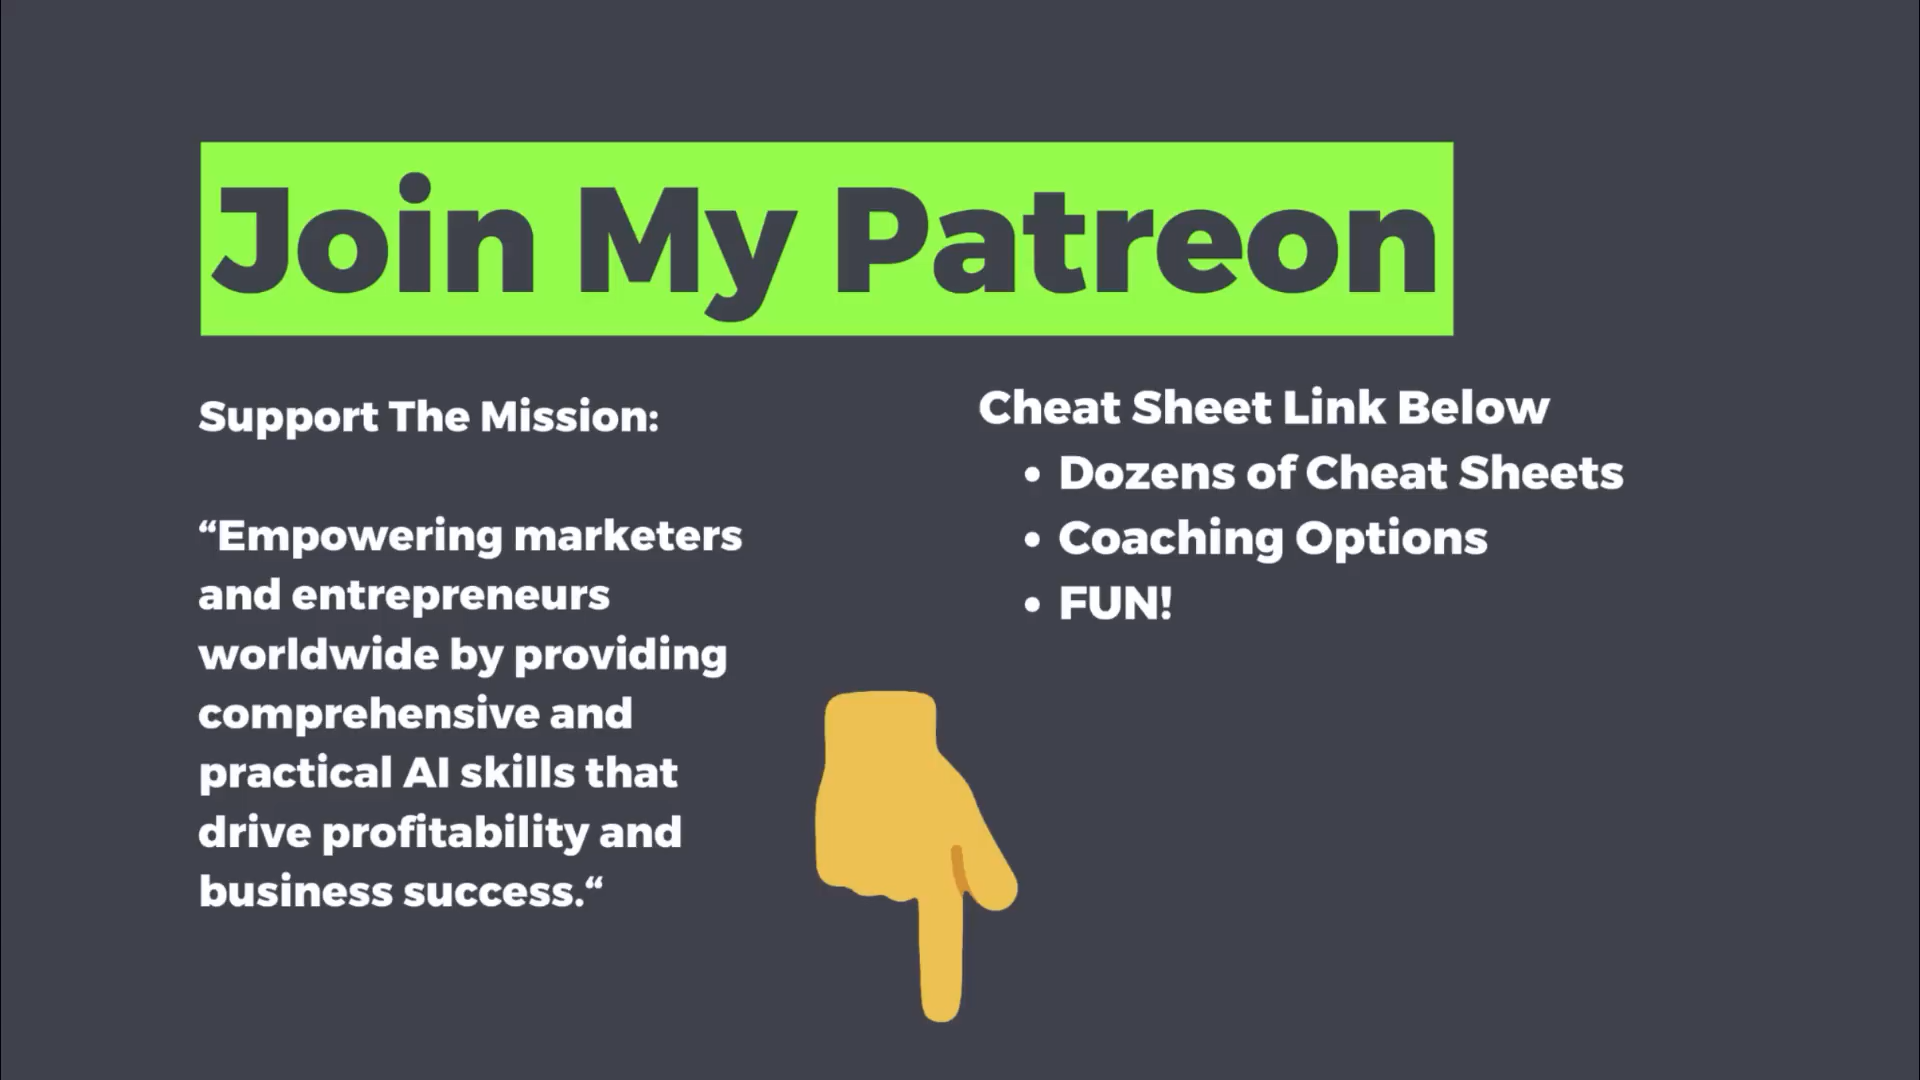 Join My Patreon
Support The Mission:
“Empowering marketers
and entrepreneurs
worldwide by providing
comprehensive and
practical AI skills that
drive profitability and
business success.“
Cheat Sheet Link Below
• Dozens of Cheat Sheets
• Coaching Options
• FUN!